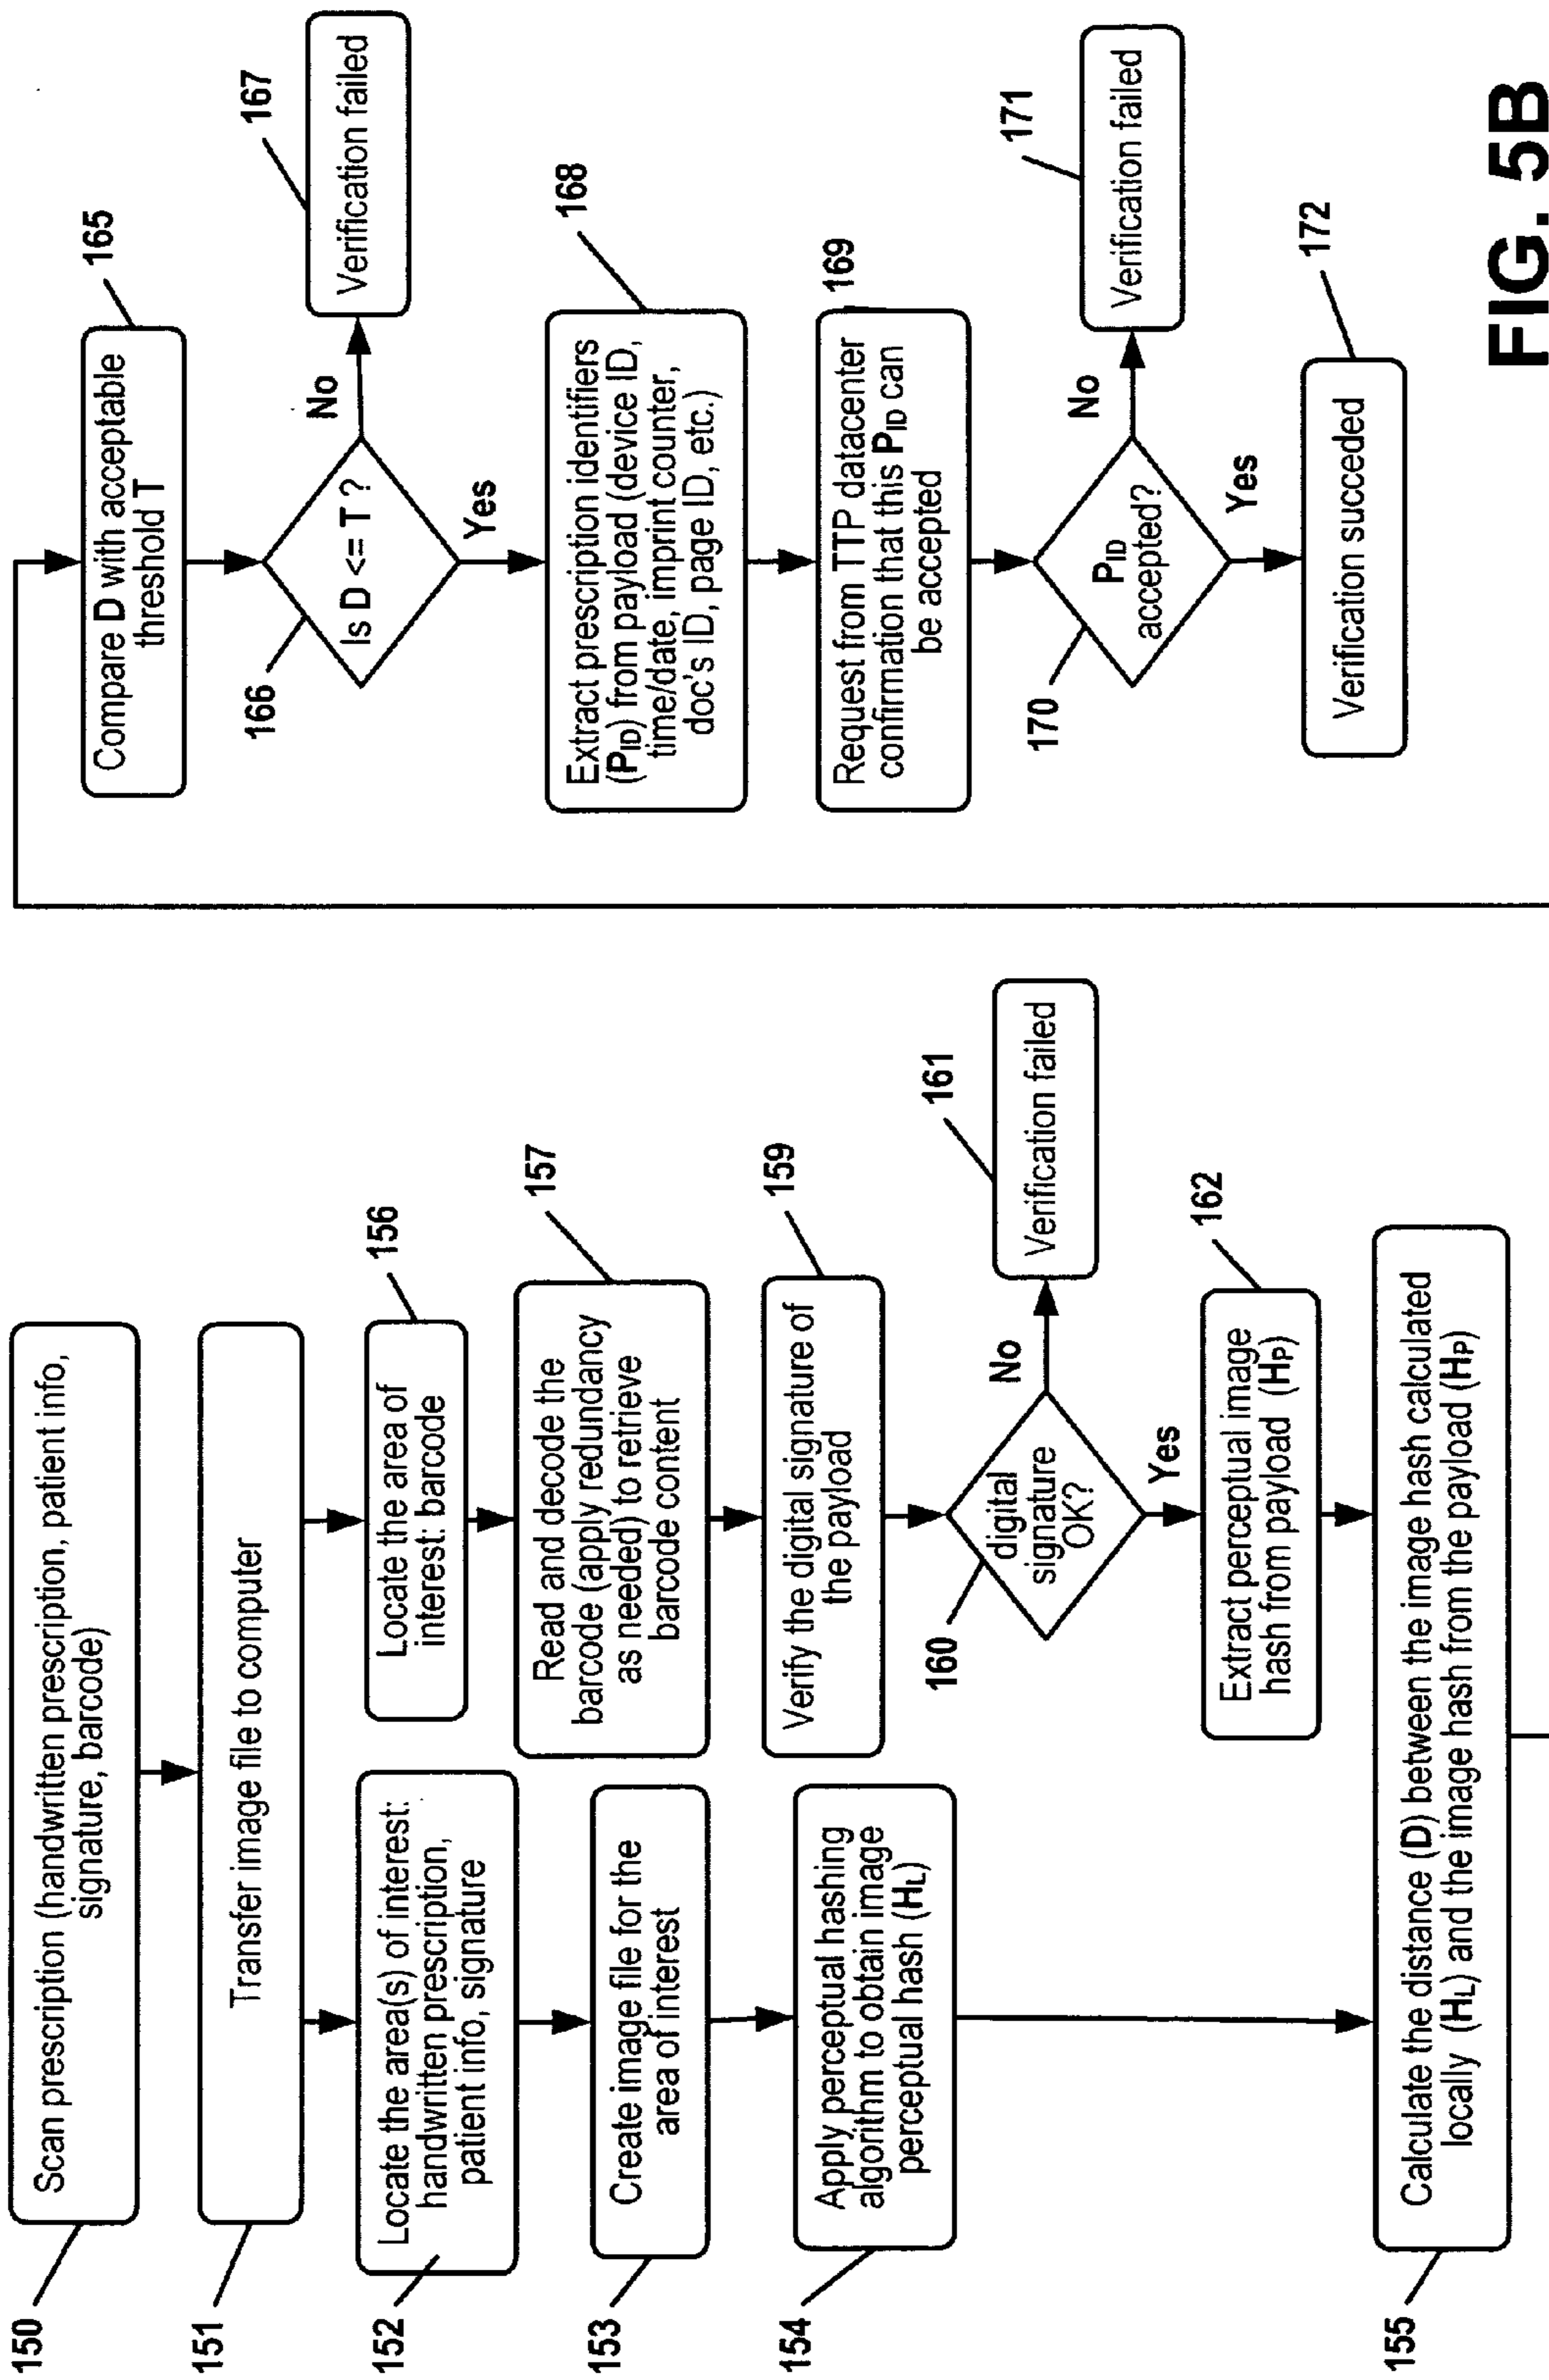 150
Scan prescription (handwritten prescription, patient info,
signature, barcode)
151
Transfer image file to computer
152
Locate the area(s) of interest:
handwritten prescription,
patient info, signature
153
Create image file for the
area of interest
154
Apply perceptual hashing
algorithm to obtain image
perceptual hash (HL)
156
Locate the area of
interest: barcode
157
Read and decode the
barcode (apply redundancy
as needed) to retrieve
barcode content
159
Verify the digital signature of
the payload
160
digital
signature
OK?
No
161
Verification failed
Yes
162
Extract perceptual image
hash from payload (HP)
155
Calculate the distance (D) between the image hash calculated
locally (HL) and the image hash from the payload (HP)
165
Compare D with acceptable
threshold T
166
Is D <= T ?
No
167
Verification failed
Yes
168
Extract prescription identifiers
(PID) from payload (device ID,
time/date, imprint counter,
doc's ID, page ID, etc.)
169
Request from TTP datacenter
confirmation that this PID can
be accepted
170
PID
accepted?
No
171
Verification failed
Yes
172
Verification succeded
FIG. 5B